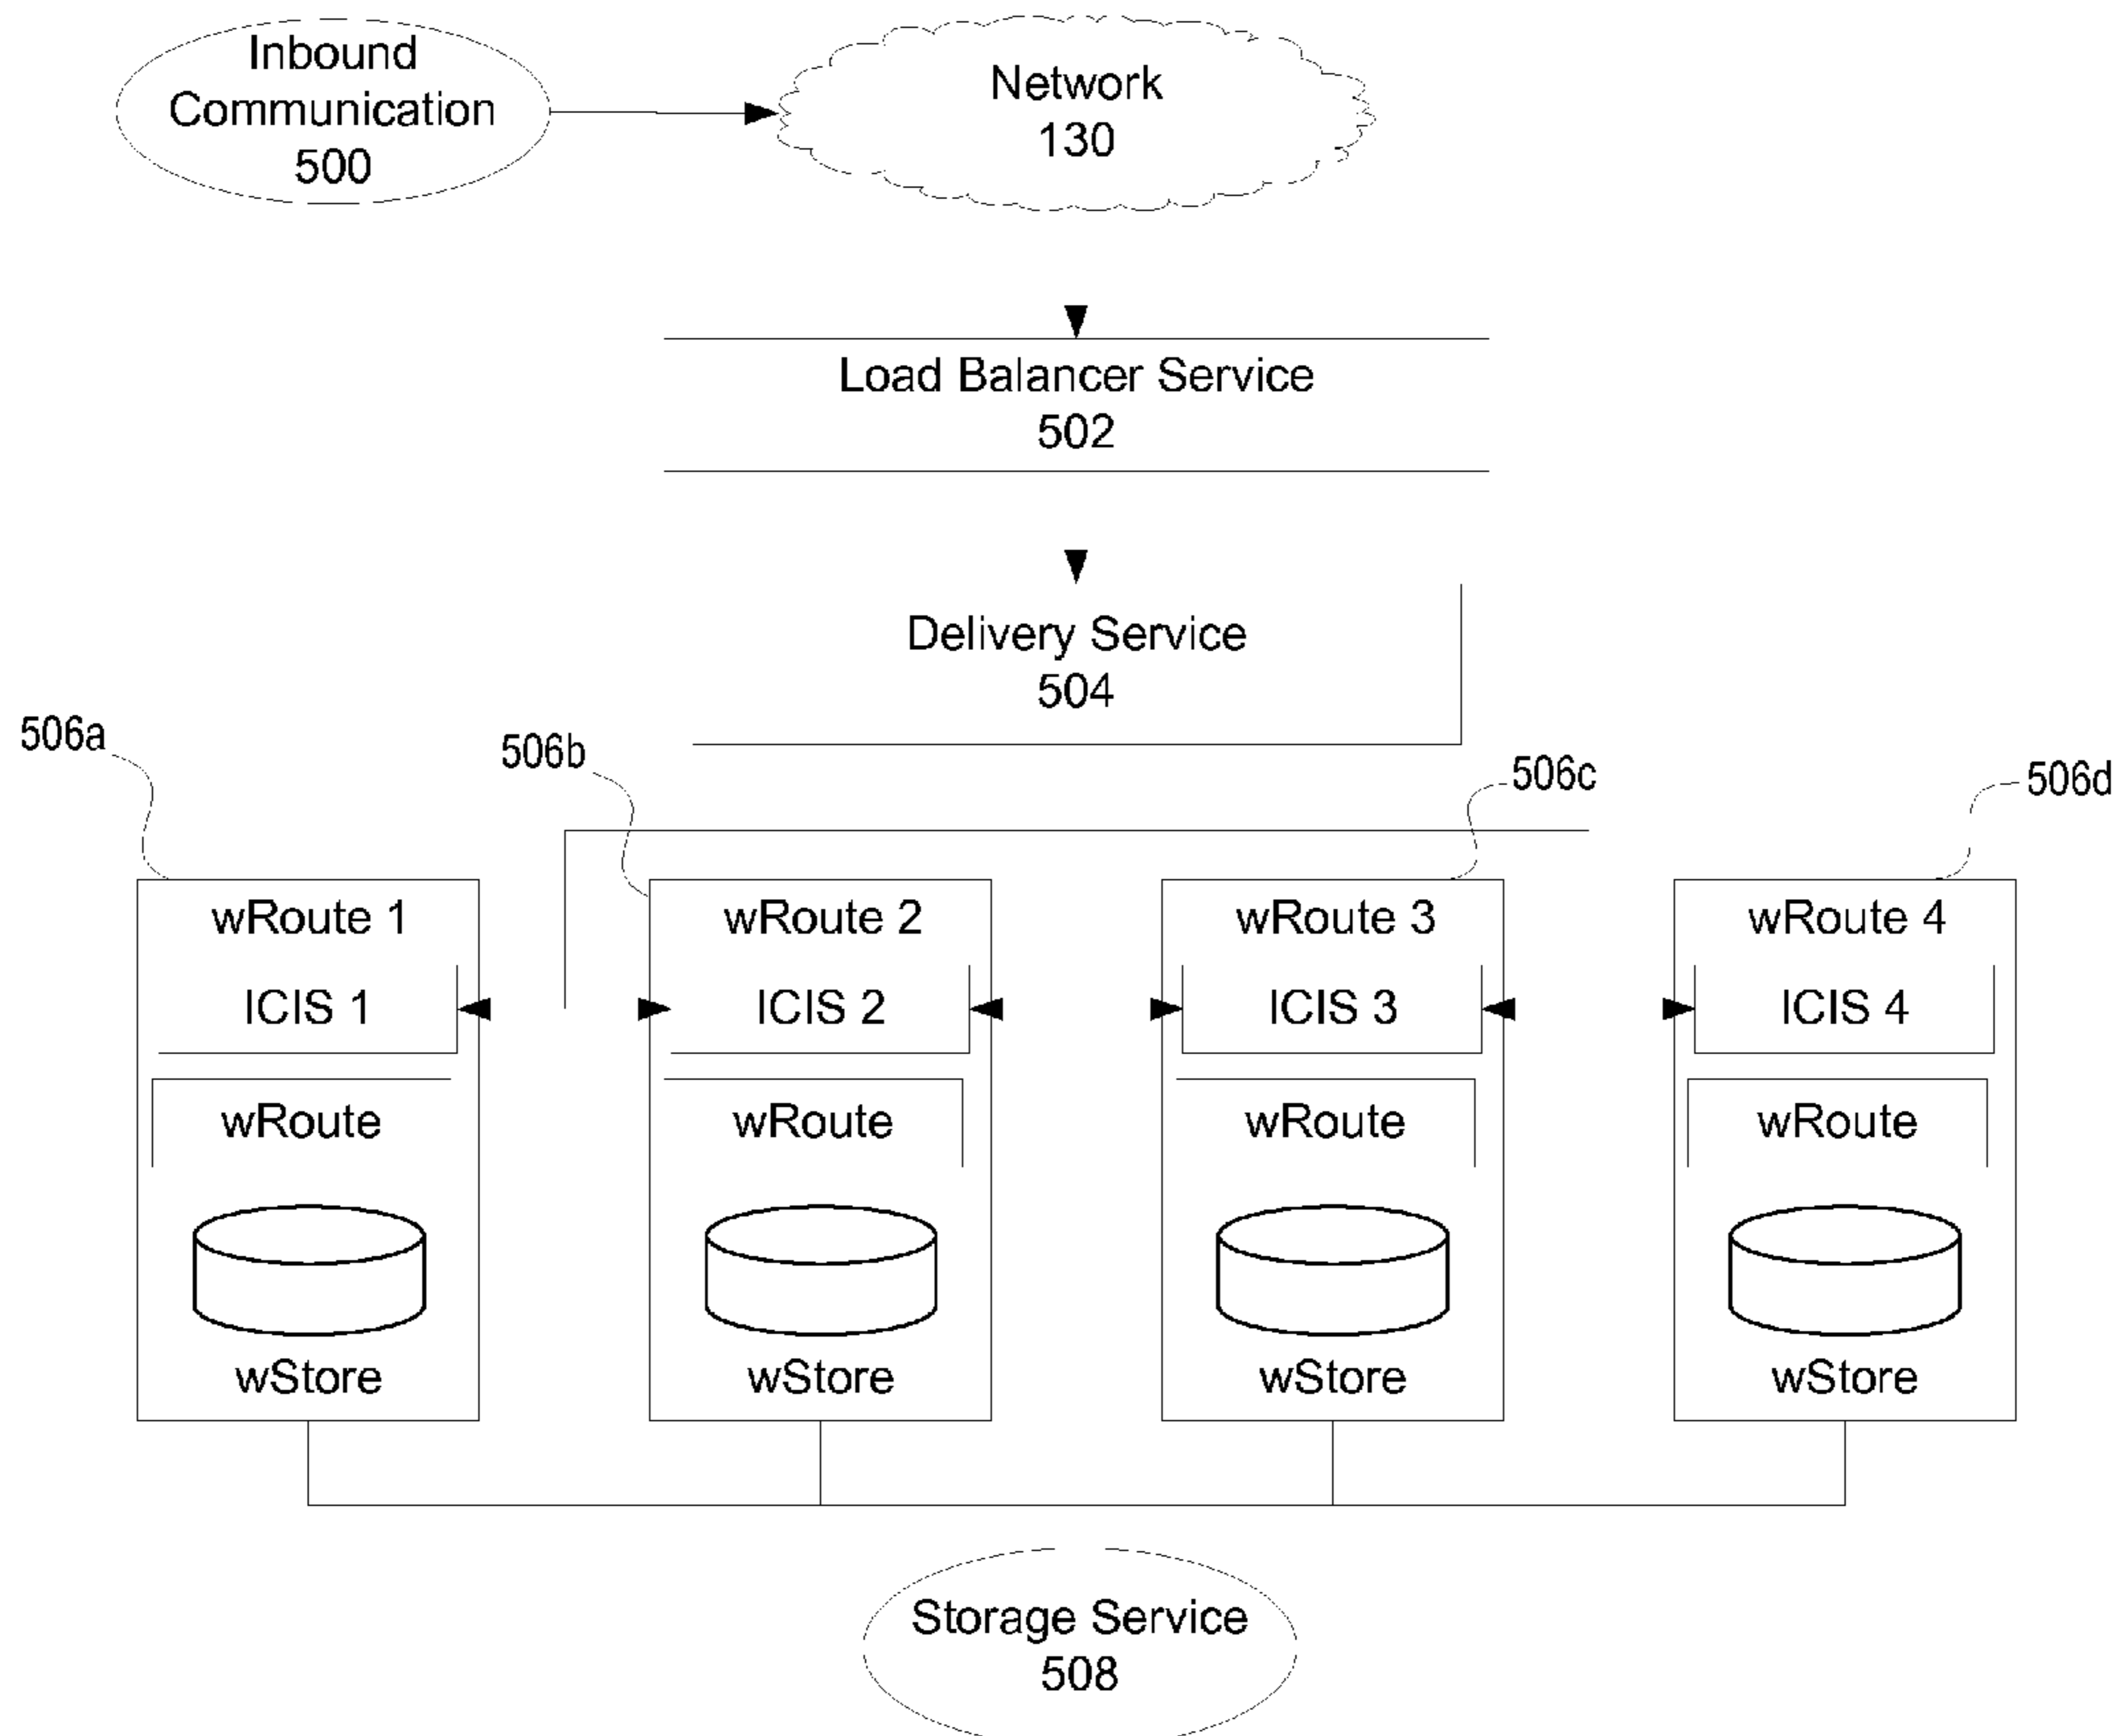 Inbound
Communication
500
Network
130
Load Balancer Service
502
Delivery Service
504
506a
506b
506c
506d
wRoute 1
wRoute 2
wRoute 3
wRoute 4
ICIS 1
ICIS 2
ICIS 3
ICIS 4
wRoute
wRoute
wRoute
wRoute
wStore
wStore
wStore
wStore
Storage Service
508